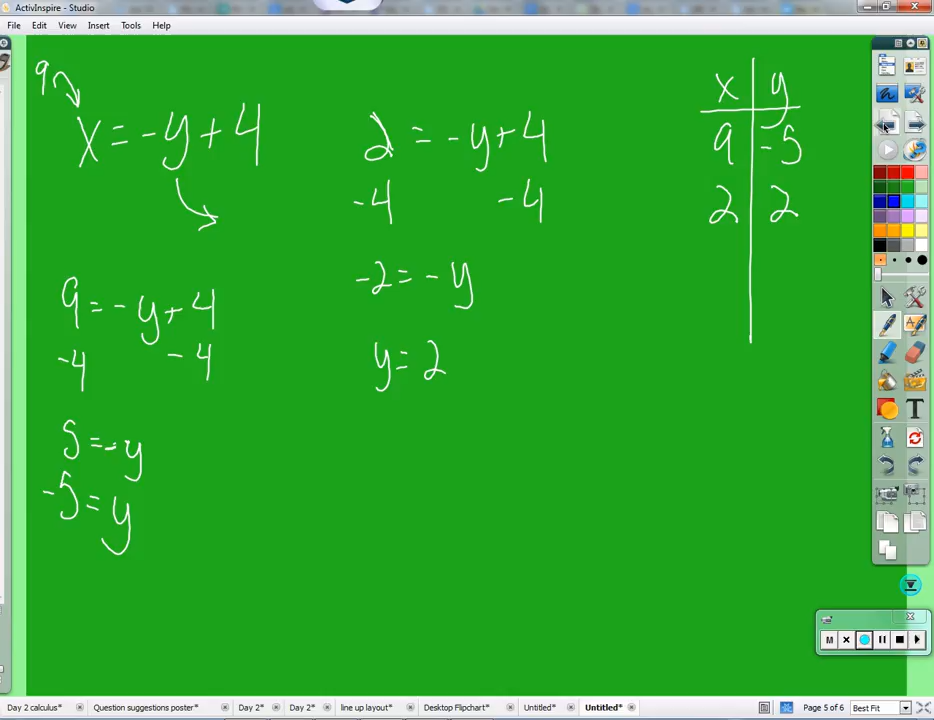 ActivInspire - Studio
File Edit View Insert Tools Help
9
x = -y + 4
9 = -y + 4
-4 -4
5 = -y
-5 = y
2 = -y + 4
-4 -4
-2 = -y
y = 2
x y
9 -5
2 2
T
M
Day 2 calculus* Question suggestions poster* Day 2* Day 2* line up layout* Desktop Flipchart* Untitled* Untitled* Page 5 of 6 Best Fit